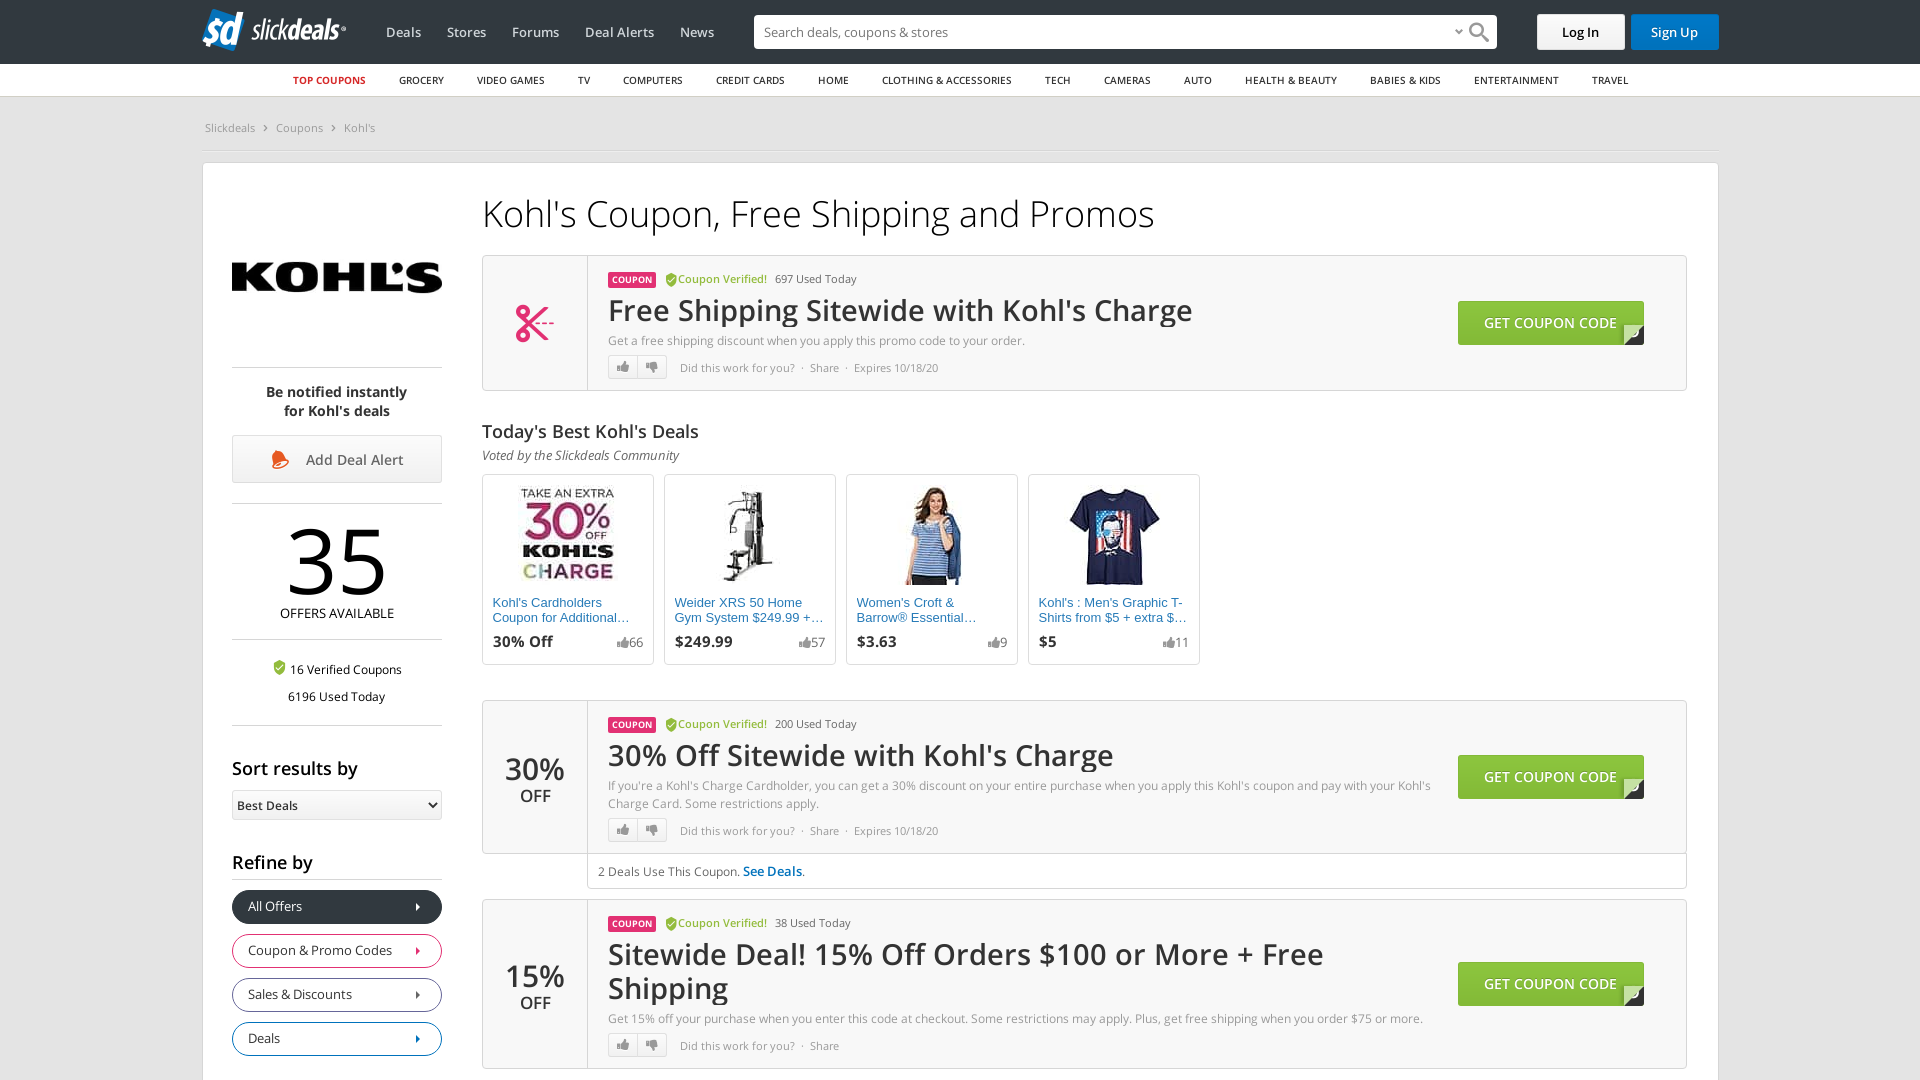 sd slickdeals
Deals Stores Forums Deal Alerts News
Search deals, coupons & stores
Log In Sign Up
TOP COUPONS GROCERY VIDEO GAMES TV COMPUTERS CREDIT CARDS HOME CLOTHING & ACCESSORIES TECH CAMERAS AUTO HEALTH & BEAUTY BABIES & KIDS ENTERTAINMENT TRAVEL
Slickdeals > Coupons > Kohl's
KOHL'S
Be notified instantly
for Kohl's deals
Add Deal Alert
35
OFFERS AVAILABLE
16 Verified Coupons
6196 Used Today
Sort results by
Best Deals
Refine by
All Offers
Coupon & Promo Codes
Sales & Discounts
Deals
Kohl's Coupon, Free Shipping and Promos
COUPON Coupon Verified! 697 Used Today
Free Shipping Sitewide with Kohl's Charge
Get a free shipping discount when you apply this promo code to your order.
Did this work for you? · Share · Expires 10/18/20
GET COUPON CODE
Today's Best Kohl's Deals
Voted by the Slickdeals Community
TAKE AN EXTRA
30% OFF
KOHL'S
CHARGE
Kohl's Cardholders
Coupon for Additional…
30% Off 66
Weider XRS 50 Home
Gym System $249.99 +…
$249.99 57
Women's Croft &
Barrow® Essential…
$3.63 9
Kohl's : Men's Graphic T-
Shirts from $5 + extra $…
$5 11
30%
OFF
COUPON Coupon Verified! 200 Used Today
30% Off Sitewide with Kohl's Charge
If you're a Kohl's Charge Cardholder, you can get a 30% discount on your entire purchase when you apply this Kohl's coupon and pay with your Kohl's
Charge Card. Some restrictions apply.
Did this work for you? · Share · Expires 10/18/20
GET COUPON CODE
2 Deals Use This Coupon. See Deals.
15%
OFF
COUPON Coupon Verified! 38 Used Today
Sitewide Deal! 15% Off Orders $100 or More + Free
Shipping
Get 15% off your purchase when you enter this code at checkout. Some restrictions may apply. Plus, get free shipping when you order $75 or more.
Did this work for you? · Share
GET COUPON CODE